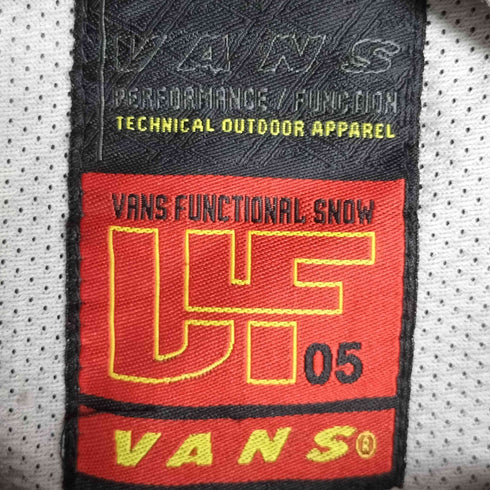 VANS
PERFORMANCE / FUNCTION
TECHNICAL OUTDOOR APPAREL
VANS FUNCTIONAL SNOW
VF 05
VANS®